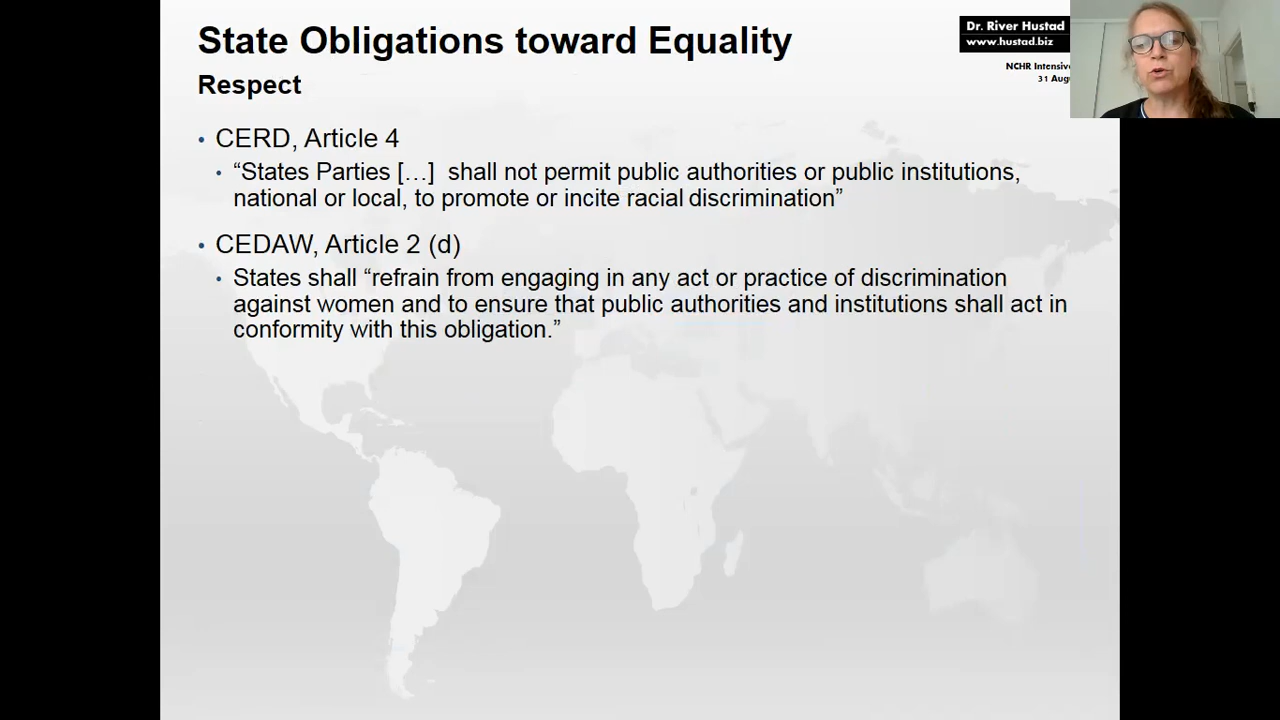 State Obligations toward Equality
Respect
Dr. River Hustad
www.hustad.biz
NCHR Intensive
31
• CERD, Article 4
• “States Parties […]  shall not permit public authorities or public institutions,
national or local, to promote or incite racial discrimination”
• CEDAW, Article 2 (d)
• States shall “refrain from engaging in any act or practice of discrimination
against women and to ensure that public authorities and institutions shall act in
conformity with this obligation.”